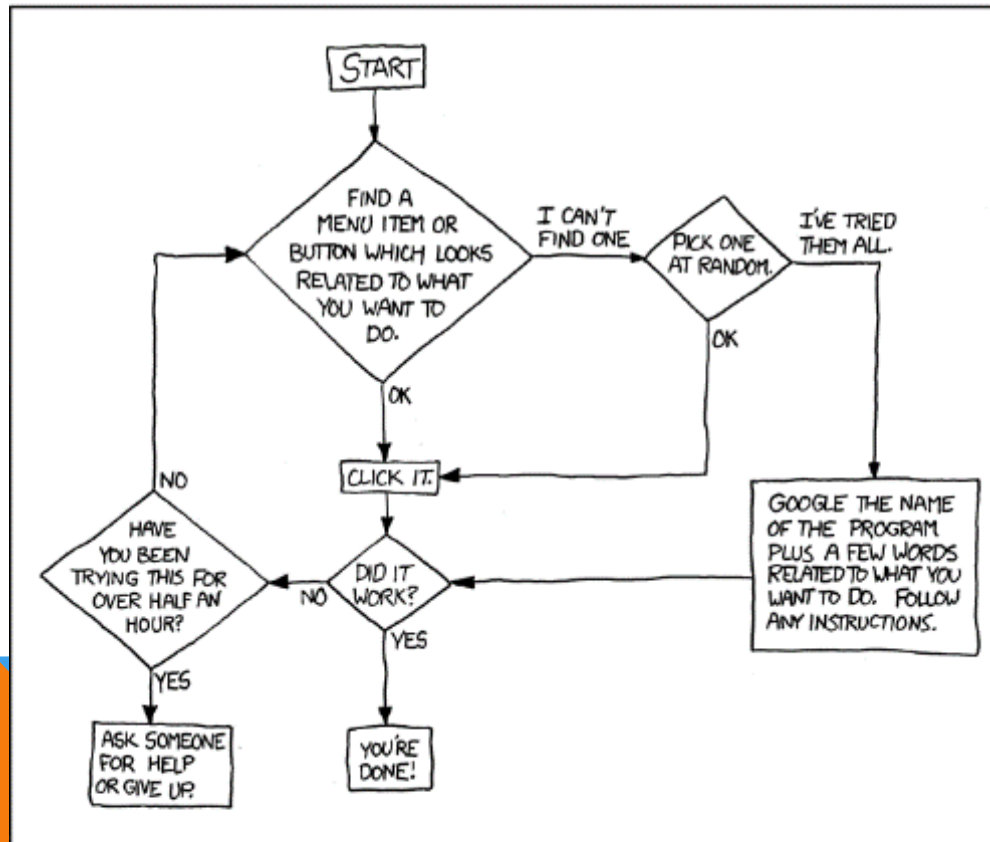 START
FIND A
MENU ITEM OR
BUTTON WHICH LOOKS
RELATED TO WHAT
YOU WANT TO
DO.
I CAN'T
FIND ONE
PICK ONE
AT RANDOM.
I'VE TRIED
THEM ALL.
OK
OK
CLICK IT.
NO
HAVE
YOU BEEN
TRYING THIS FOR
OVER HALF AN
HOUR?
NO
DID IT
WORK?
GOOGLE THE NAME
OF THE PROGRAM
PLUS A FEW WORDS
RELATED TO WHAT YOU
WANT TO DO. FOLLOW
ANY INSTRUCTIONS.
YES
YES
ASK SOMEONE
FOR HELP
OR GIVE UP.
YOU'RE
DONE!